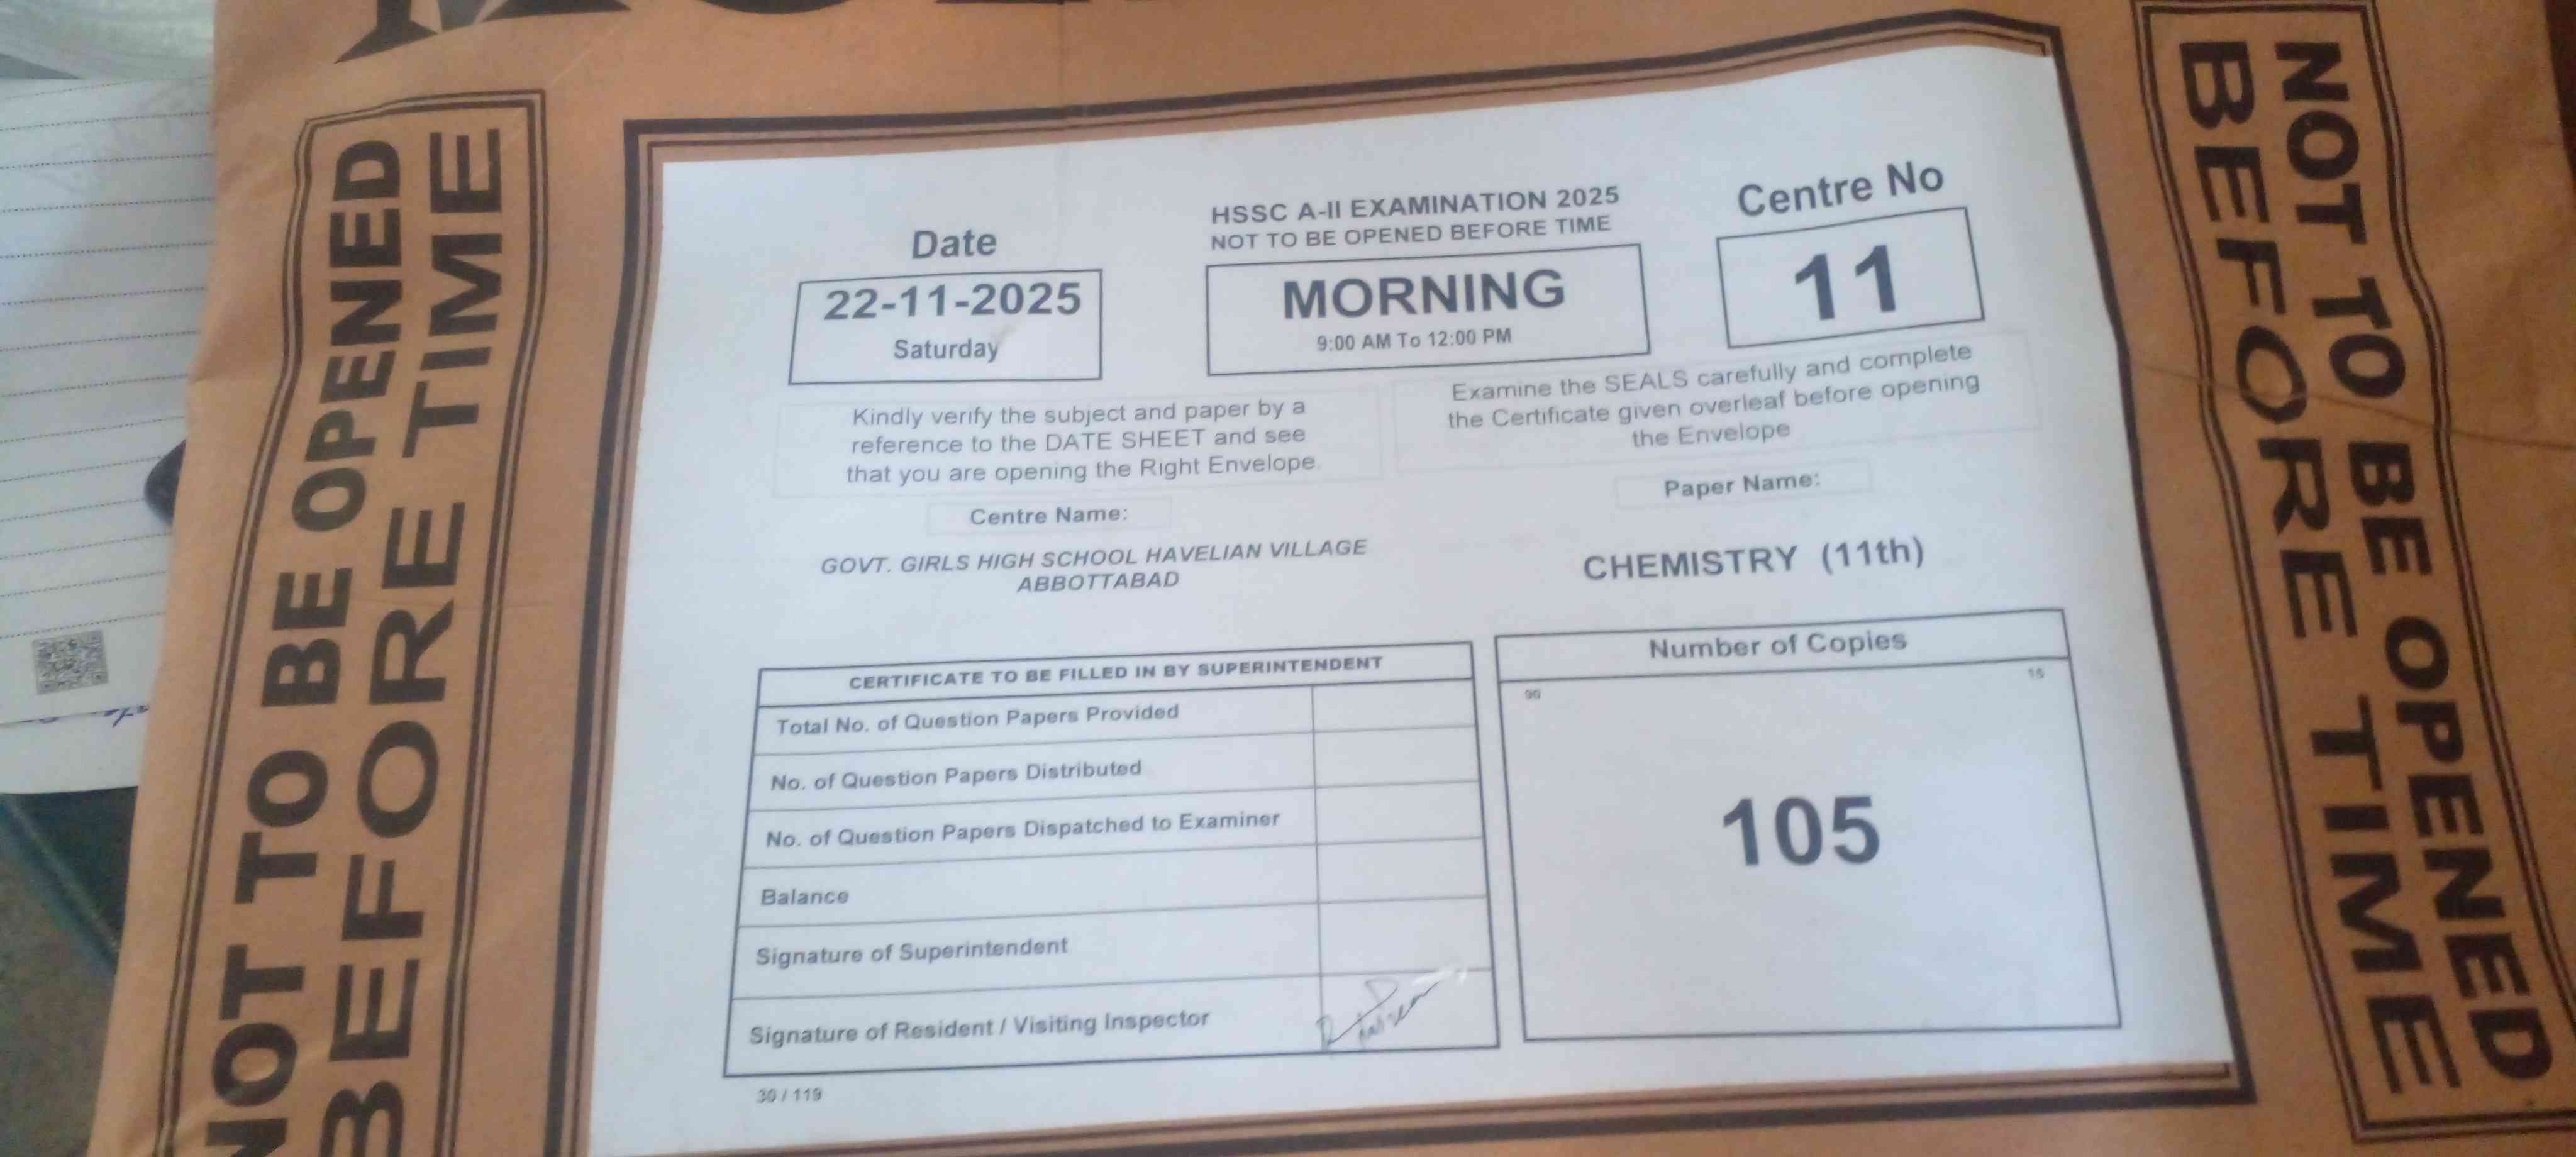 NOT TO BE OPENED
BEFORE TIME
HSSC A-II EXAMINATION 2025
NOT TO BE OPENED BEFORE TIME
Date
22-11-2025
Saturday
MORNING
9:00 AM To 12:00 PM
Centre No
11
Kindly verify the subject and paper by a
reference to the DATE SHEET and see
that you are opening the Right Envelope.
Examine the SEALS carefully and complete
the Certificate given overleaf before opening
the Envelope
Centre Name:
GOVT. GIRLS HIGH SCHOOL HAVELIAN VILLAGE
ABBOTTABAD
Paper Name:
CHEMISTRY (11th)
CERTIFICATE TO BE FILLED IN BY SUPERINTENDENT
Total No. of Question Papers Provided
No. of Question Papers Distributed
No. of Question Papers Dispatched to Examiner
Balance
Signature of Superintendent
Signature of Resident / Visiting Inspector
Number of Copies
90
15
105
30 / 119
NOT TO BE OPENED
BEFORE TIME